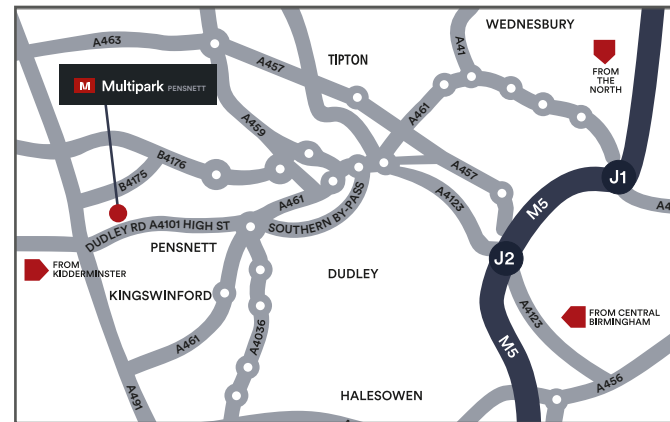 WEDNESBURY
A463
A41
TIPTON
A457
FROM
THE
NORTH
M Multipark PENSNETT
A461
A459
B4176
A457
J1
B4175
A461
A4123
M5
A4
DUDLEY RD A4101 HIGH ST
SOUTHERN BY-PASS
PENSNETT
J2
FROM
KIDDERMINSTER
DUDLEY
KINGSWINFORD
A4123
FROM CENTRAL
BIRMINGHAM
A461
A4036
M5
A456
A491
HALESOWEN